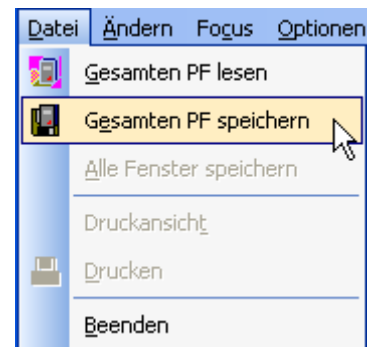 Datei Ändern Focus Optionen
Gesamten PF lesen
Gesamten PF speichern
Alle Fenster speichern
Druckansicht
Drucken
Beenden